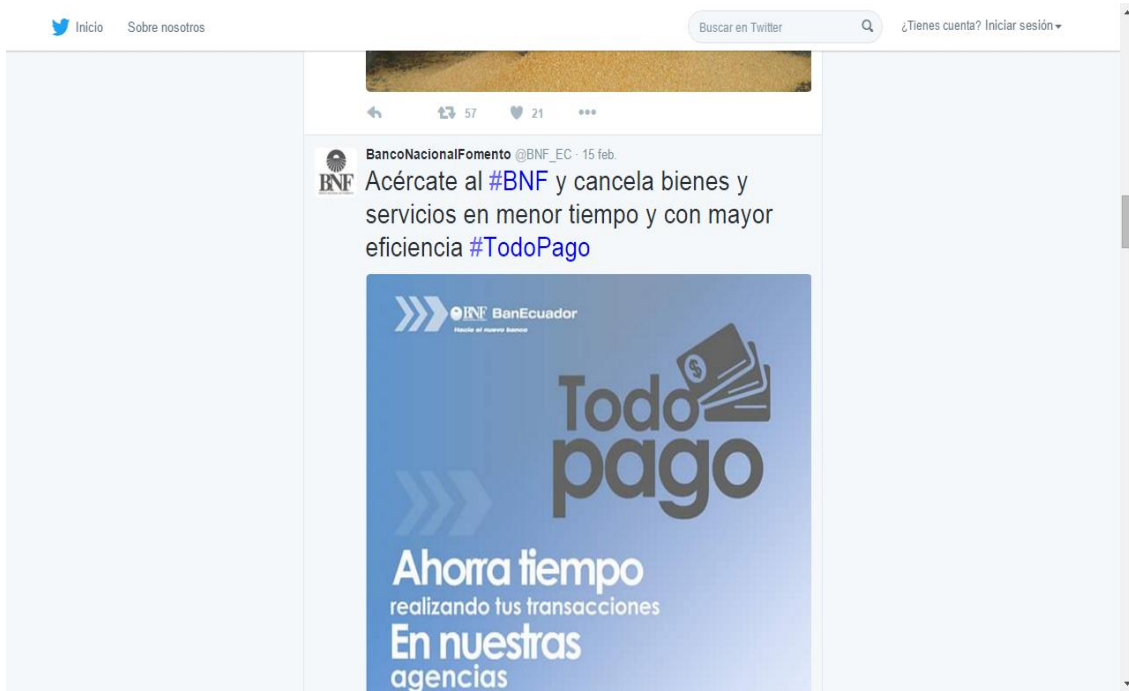 Inicio Sobre nosotros Buscar en Twitter ¿Tienes cuenta? Iniciar sesión
57 21
BancoNacionalFomento @BNF_EC · 15 feb.
BNF
Acércate al #BNF y cancela bienes y
servicios en menor tiempo y con mayor
eficiencia #TodoPago
BNF BanEcuador
Hacia el nuevo banco
Todo
pago
Ahorra tiempo
realizando tus transacciones
En nuestras
agencias